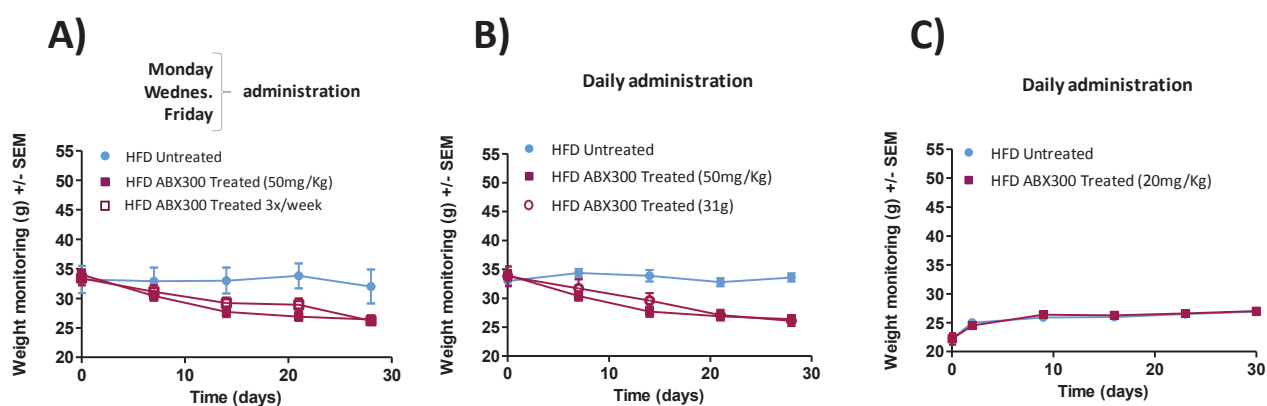 A)
Monday
Wednes.
Friday
administration
Weight monitoring (g) +/- SEM
55
50
45
40
35
30
25
20
HFD Untreated
HFD ABX300 Treated (50mg/Kg)
HFD ABX300 Treated 3x/week
0
10
20
30
Time (days)
B)
Daily administration
Weight monitoring (g) +/- SEM
55
50
45
40
35
30
25
20
HFD Untreated
HFD ABX300 Treated (50mg/Kg)
HFD ABX300 Treated (31g)
0
10
20
30
Time (days)
C)
Daily administration
Weight monitoring (g) +/- SEM
55
50
45
40
35
30
25
20
HFD Untreated
HFD ABX300 Treated (20mg/Kg)
0
10
20
30
Time (days)